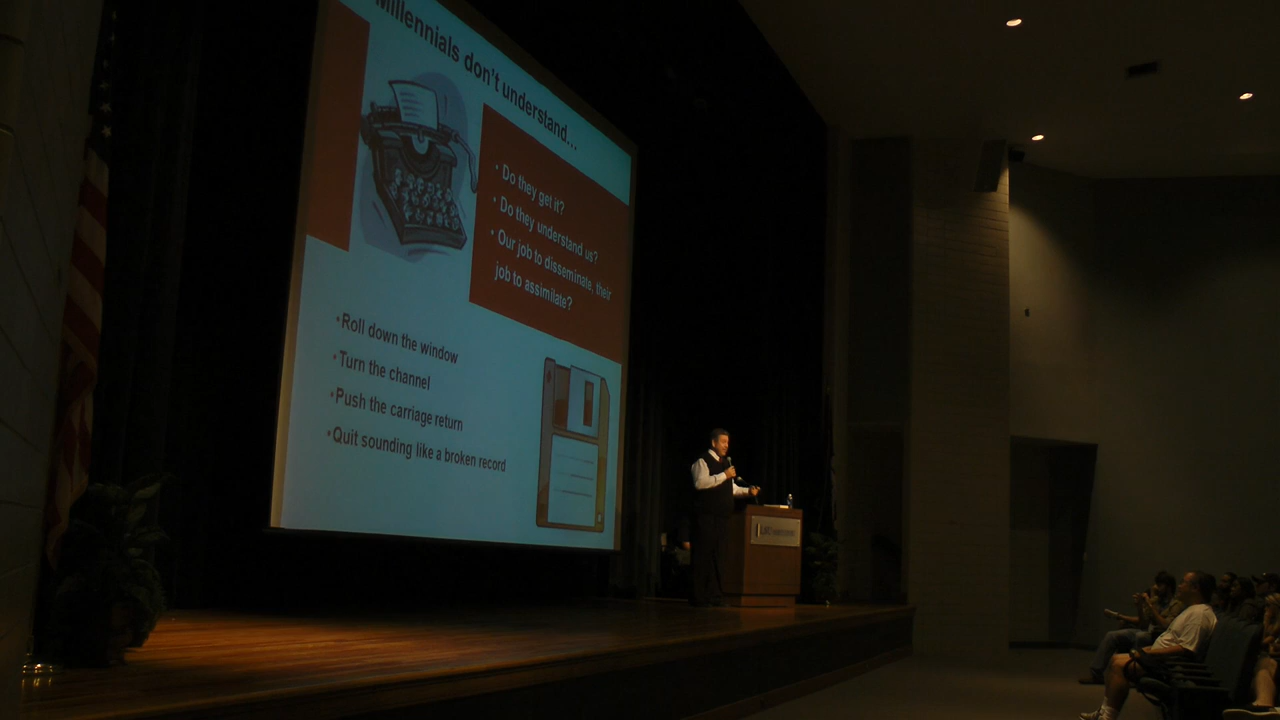 Millennials don't understand...
• Do they get it?
• Do they understand us?
• Our job to disseminate, their
job to assimilate?
• Roll down the window
• Turn the channel
• Push the carriage return
• Quit sounding like a broken record